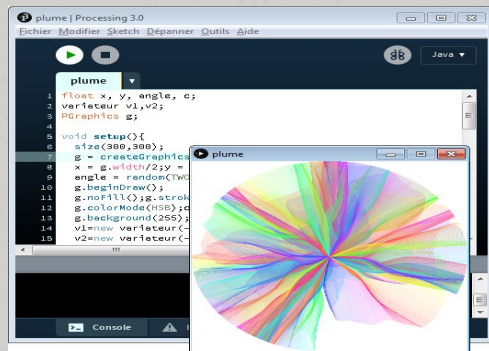 plume | Processing 3.0
Fichier Modifier Sketch Dépanner Outils Aide
Java ▼
plume ▼
1 float x, y, angle, c;
2 variateur v1,v2;
3 PGraphics g;
4
5 void setup(){
6 size(300,300);
7 g = createGraphics
8 x = g.width/2;y =
9 angle = random(TWO
10 g.beginDraw();
11 g.noFill();g.strok
12 g.colorMode(HSB);c
13 g.background(255);
14 v1=new variateur(-
15 v2=new variateur(-
plume
Console